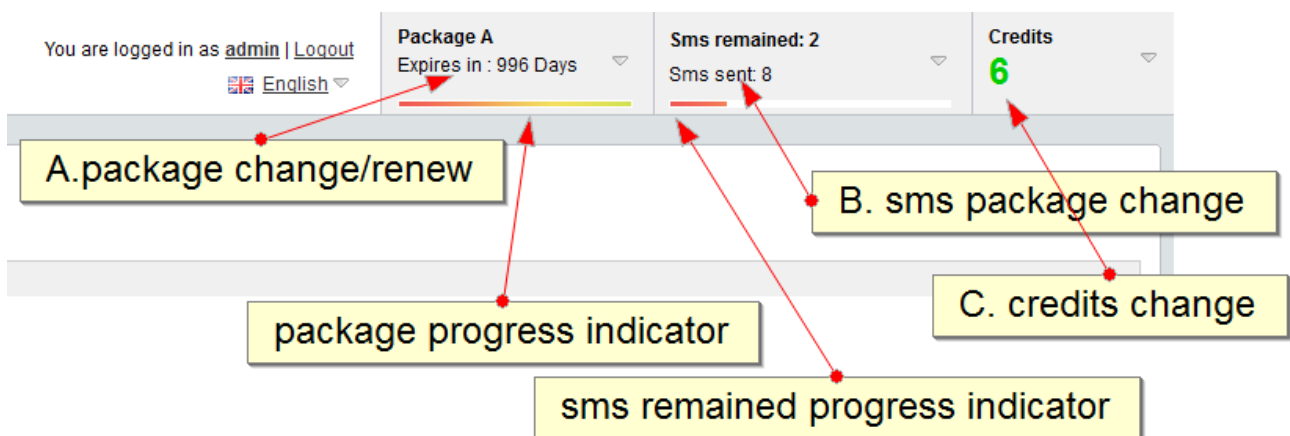 You are logged in as admin | Logout
English
Package A
Expires in : 996 Days
Sms remained: 2
Sms sent: 8
Credits
6
A.package change/renew
B. sms package change
C. credits change
package progress indicator
sms remained progress indicator